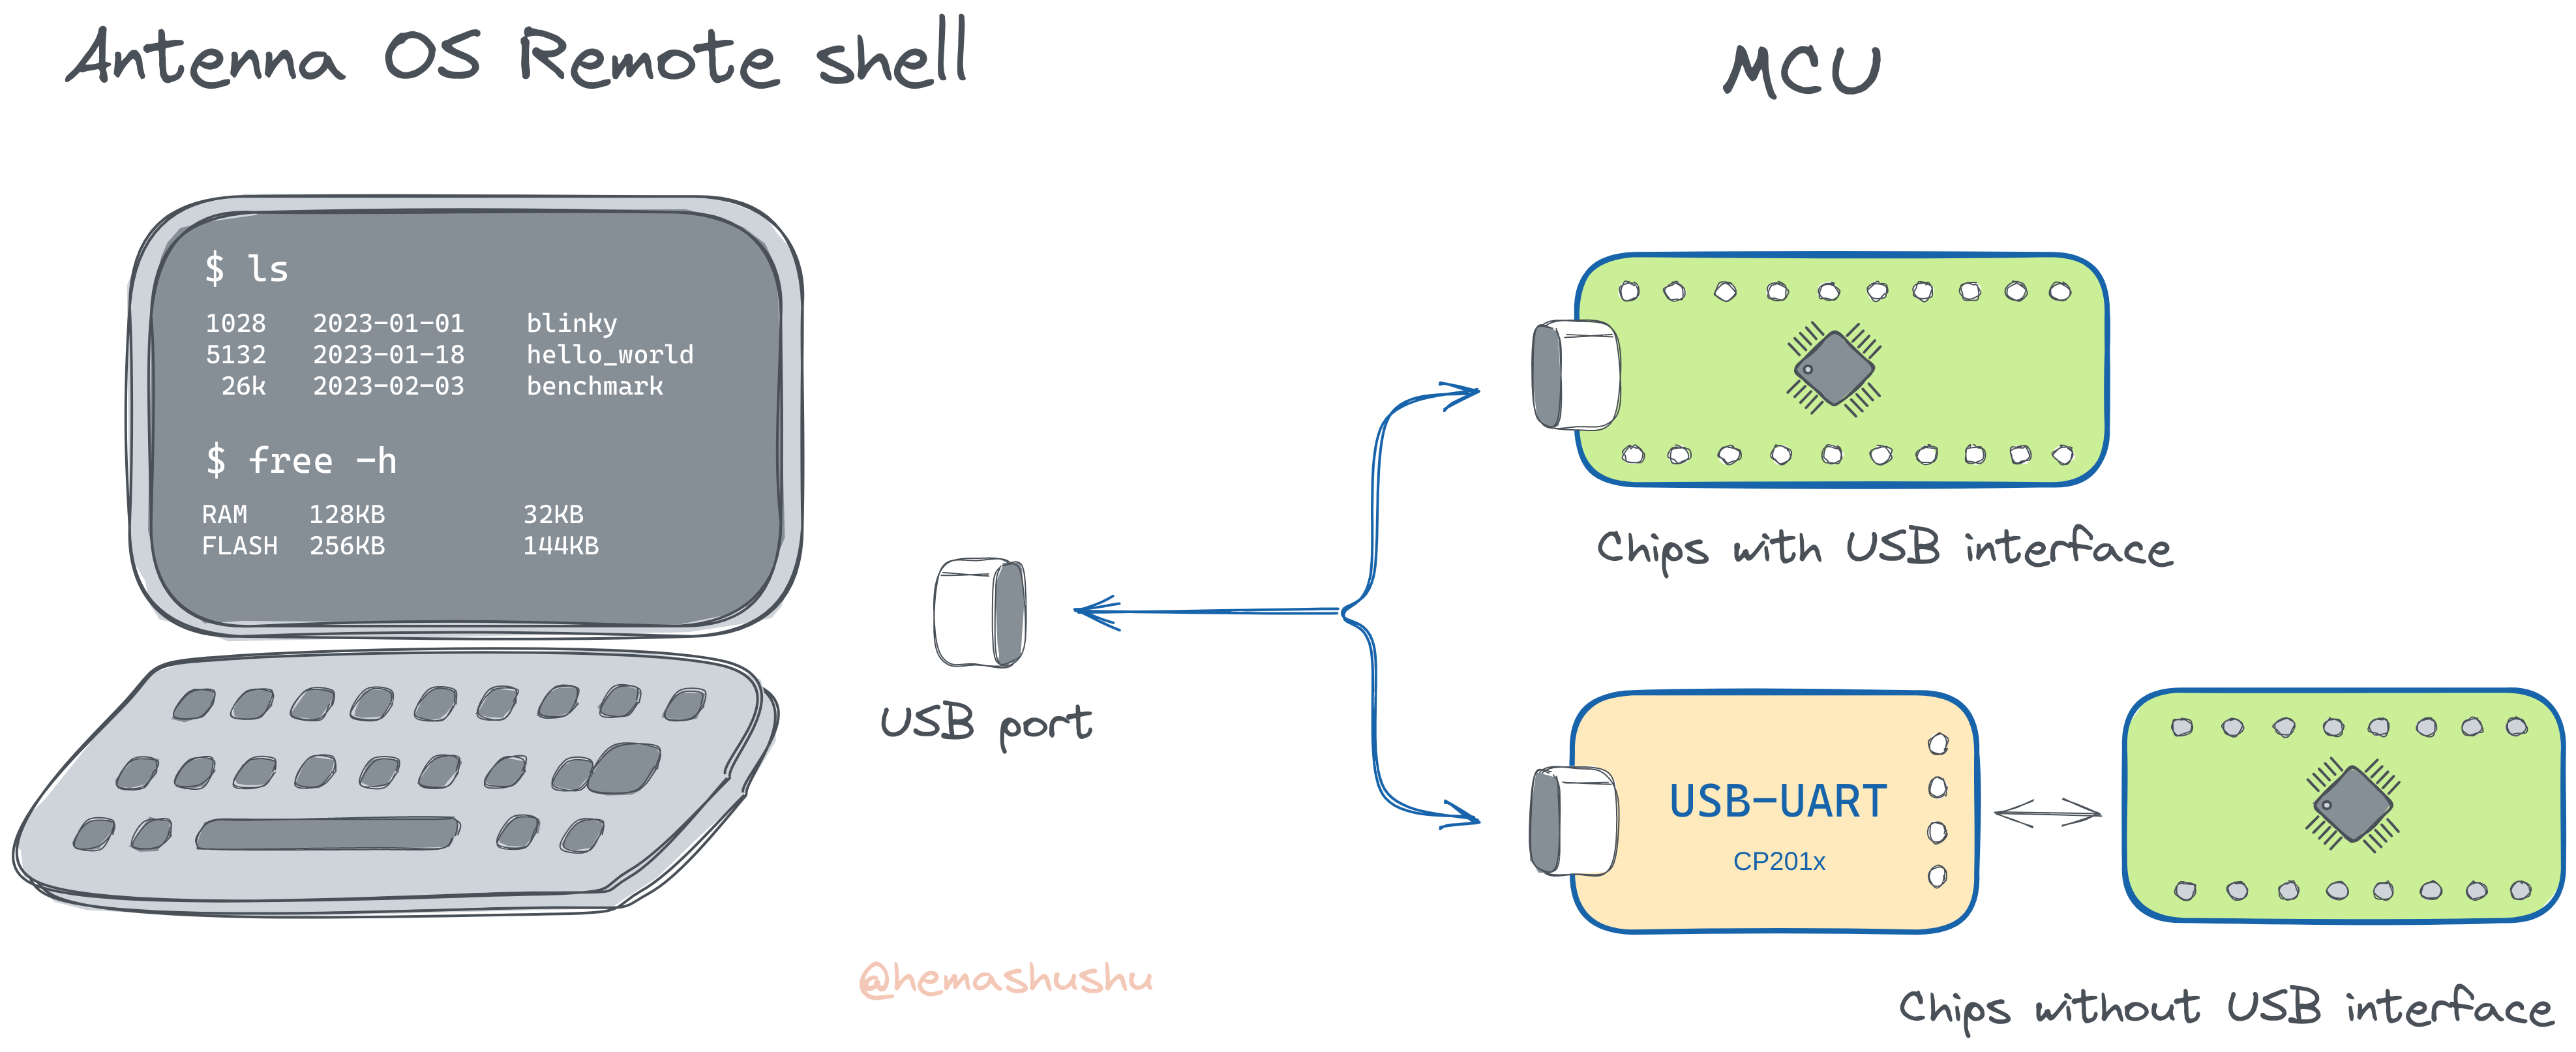 Antenna OS Remote shell
MCU
$ ls
1028 2023-01-01 blinky
5132 2023-01-18 hello_world
26k 2023-02-03 benchmark
$ free -h
RAM 128KB 32KB
FLASH 256KB 144KB
USB port
Chips with USB interface
USB-UART
CP201x
Chips without USB interface
@hemashushu